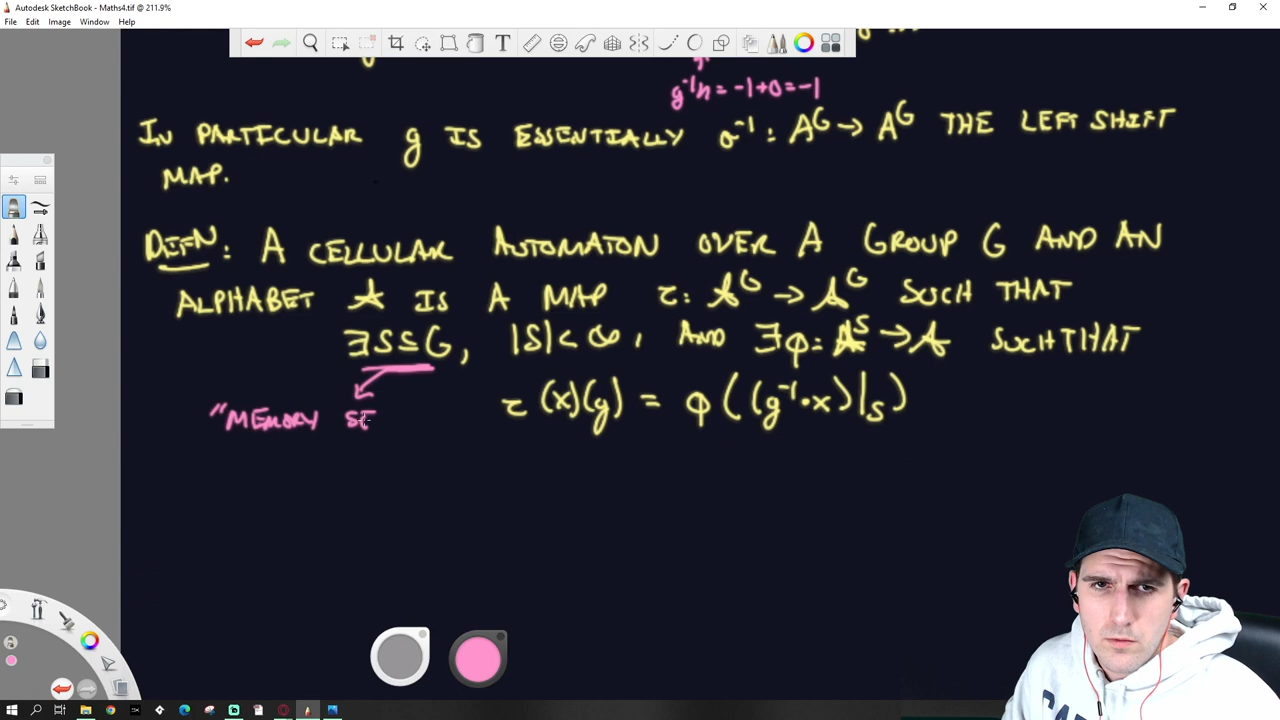 Autodesk SketchBook - Maths4.tif @ 211.9%
File Edit Image Window Help
g⁻¹n = -1+0 = -1
IN PARTICULAR g IS ESSENTIALLY σ⁻¹ : A^G → A^G THE LEFT SHIFT
MAP.
DEFN: A CELLULAR AUTOMATON OVER A GROUP G AND AN
ALPHABET A IS A MAP τ: A^G → A^G SUCH THAT
∃S⊆G, |S|<∞, AND ∃φ: A^S → A SUCH THAT
τ(x)(g) = φ((g⁻¹·x)|s)
"MEMORY SE